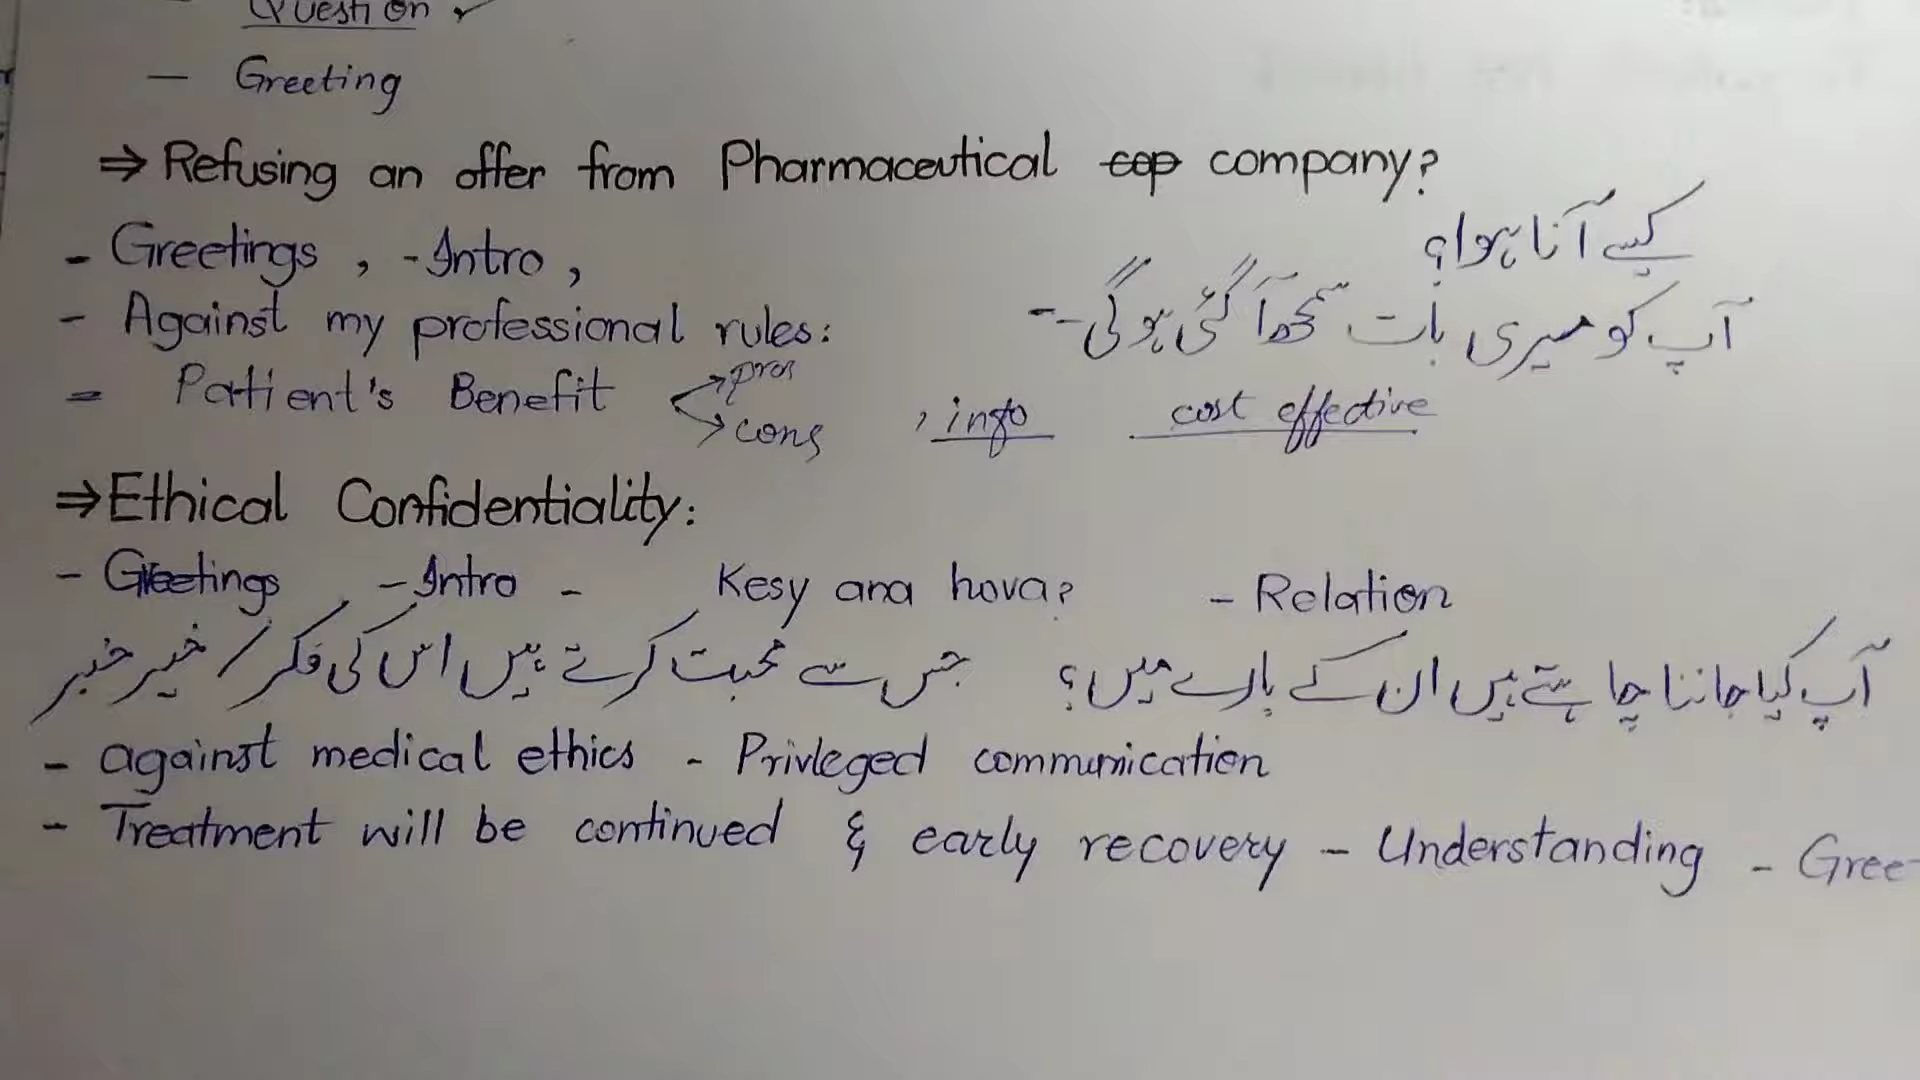 Question ✓
— Greeting
⇒ Refusing an offer from Pharmaceutical cop company?
- Greetings , - Intro ,
کیسے آنا ہوا؟
- Against my professional rules:
آپ کو میری بات سمجھ آ گئی ہو گی --
= Patient's Benefit → pros
→ cons , info cost effective
⇒ Ethical Confidentiality:
- Greetings - Intro - Kesy ana hova? - Relation
آپ کیا جاننا چاہتے ہیں ان کے بارے میں؟ جس سے محبت کرتے ہیں اس کی فکر / خیر خبر
- against medical ethics - Privleged communication
- Treatment will be continued & early recovery - Understanding - Gree